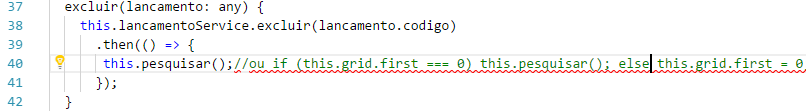 37 excluir(lancamento: any) {
38 this.lancamentoService.excluir(lancamento.codigo)
39 .then(() => {
40 this.pesquisar();//ou if (this.grid.first === 0) this.pesquisar(); else this.grid.first = 0
41 });
42 }